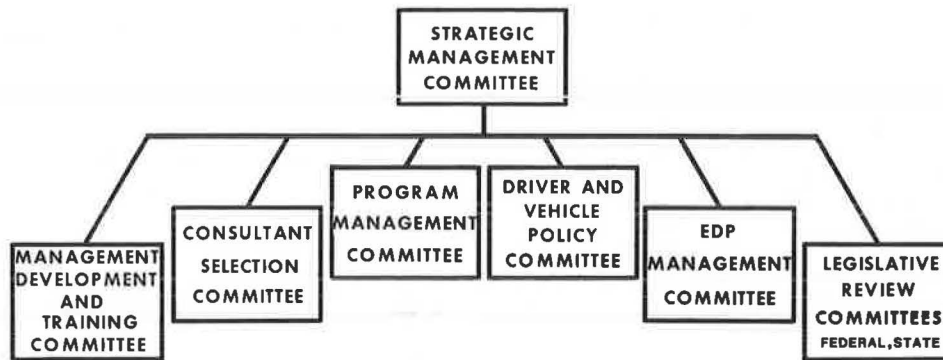 STRATEGIC
MANAGEMENT
COMMITTEE
MANAGEMENT
DEVELOPMENT
AND
TRAINING
COMMITTEE
CONSULTANT
SELECTION
COMMITTEE
PROGRAM
MANAGEMENT
COMMITTEE
DRIVER AND
VEHICLE
POLICY
COMMITTEE
EDP
MANAGEMENT
COMMITTEE
LEGISLATIVE
REVIEW
COMMITTEES
FEDERAL,STATE